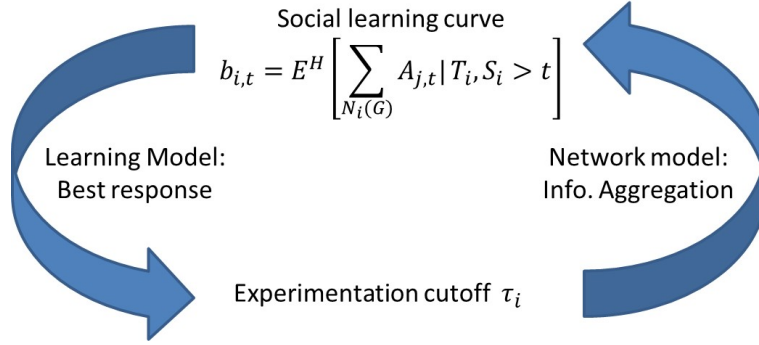 Social learning curve
b_{i,t} = E^H [ ∑_{N_i(G)} A_{j,t} | T_i, S_i > t ]
Learning Model:
Best response
Network model:
Info. Aggregation
Experimentation cutoff τ_i